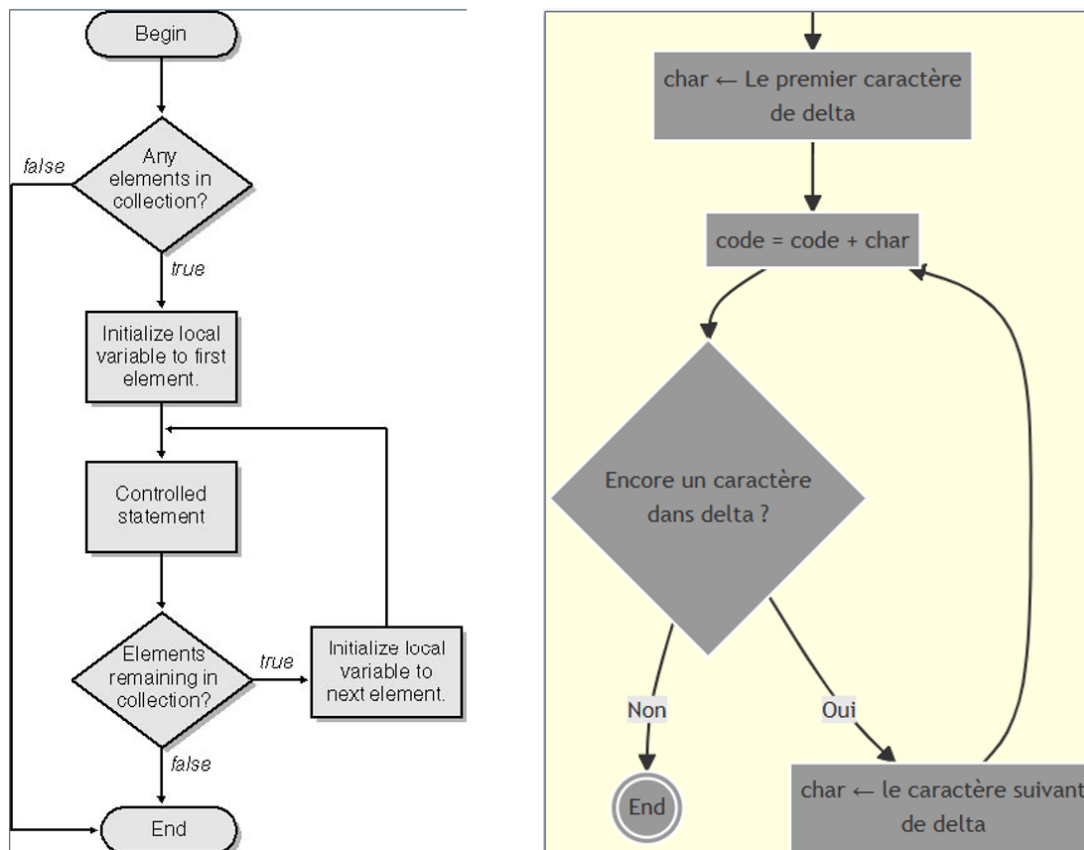 Begin
false
Any
elements in
collection?
true
Initialize local
variable to first
element.
Controlled
statement
Elements
remaining in
collection?
true
Initialize local
variable to
next element.
false
End
char ← Le premier caractère
de delta
code = code + char
Encore un caractère
dans delta ?
Non
Oui
End
char ← le caractère suivant
de delta